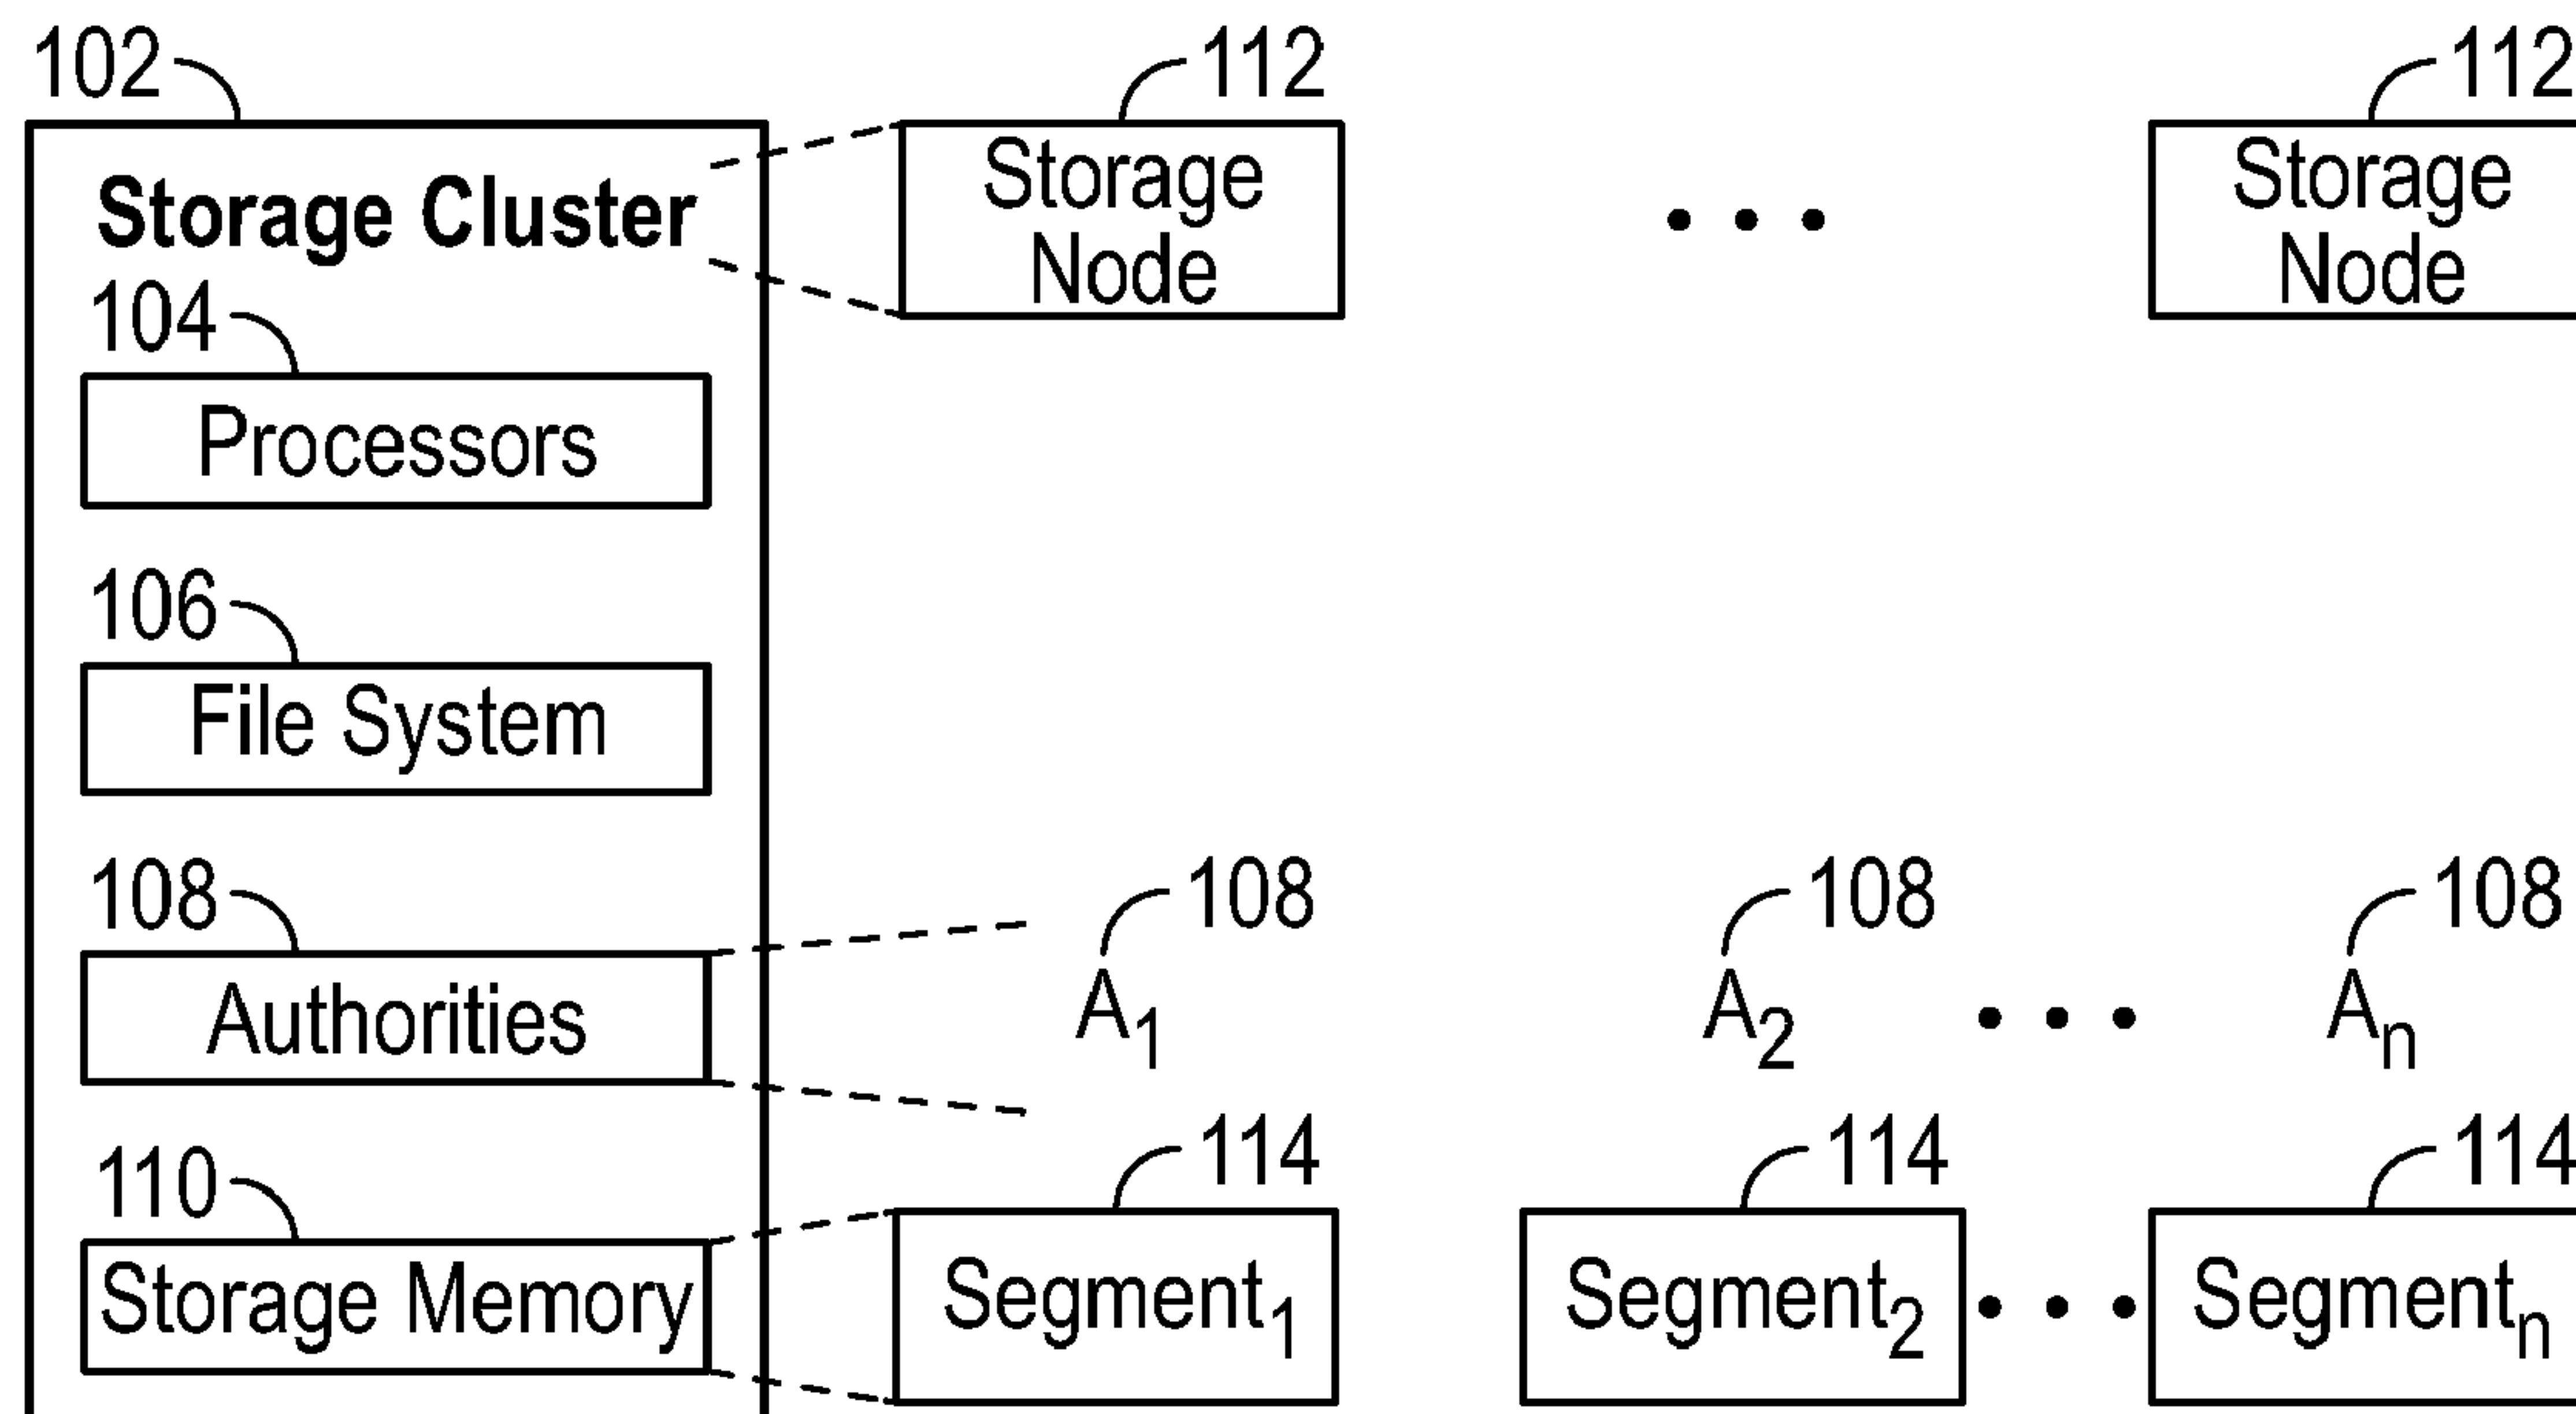 102
112
112
Storage Cluster
Storage
Node
Storage
Node
104
Processors
106
File System
108
Authorities
108
A1
108
A2
108
An
110
Storage Memory
114
Segment1
114
Segment2
114
Segmentn